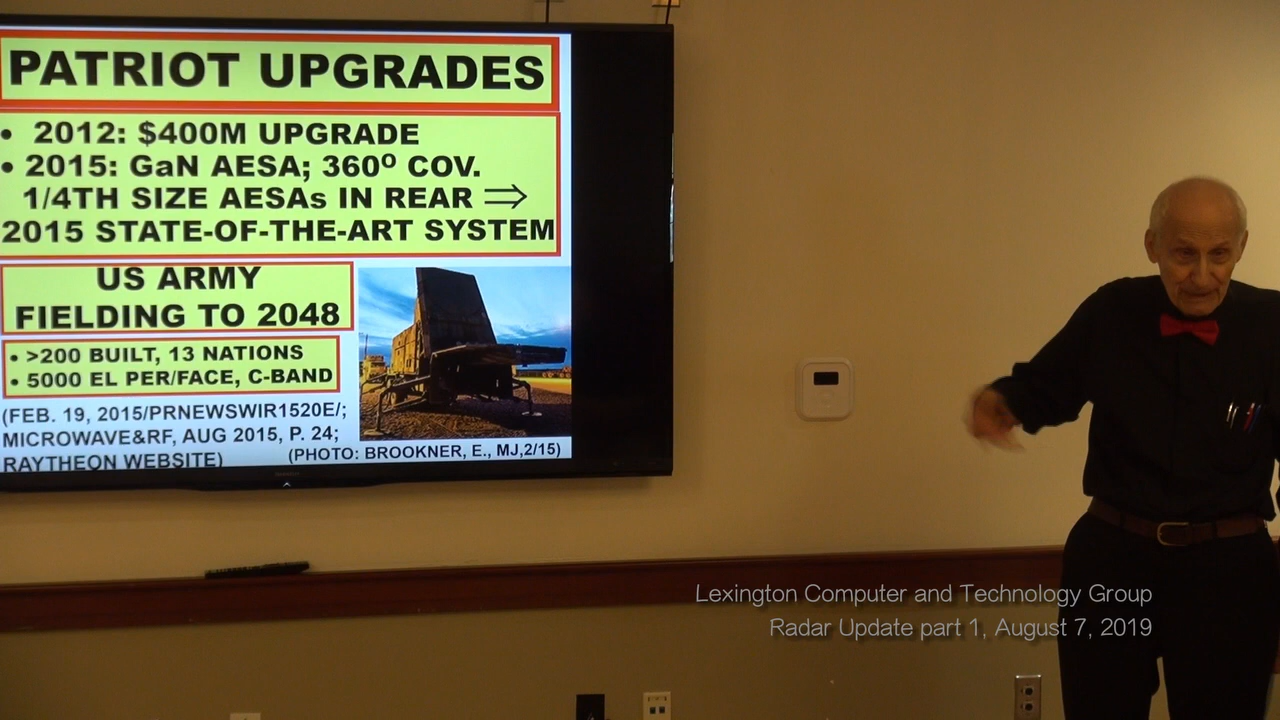 PATRIOT UPGRADES
• 2012: $400M UPGRADE
• 2015: GaN AESA; 360⁰ COV.
1/4TH SIZE AESAs IN REAR ⇒
2015 STATE-OF-THE-ART SYSTEM
US ARMY
FIELDING TO 2048
• >200 BUILT, 13 NATIONS
• 5000 EL PER/FACE, C-BAND
(FEB. 19, 2015/PRNEWSWIR1520E/;
MICROWAVE&RF, AUG 2015, P. 24;
RAYTHEON WEBSITE)
(PHOTO: BROOKNER, E., MJ,2/15)
Lexington Computer and Technology Group
Radar Update part 1, August 7, 2019